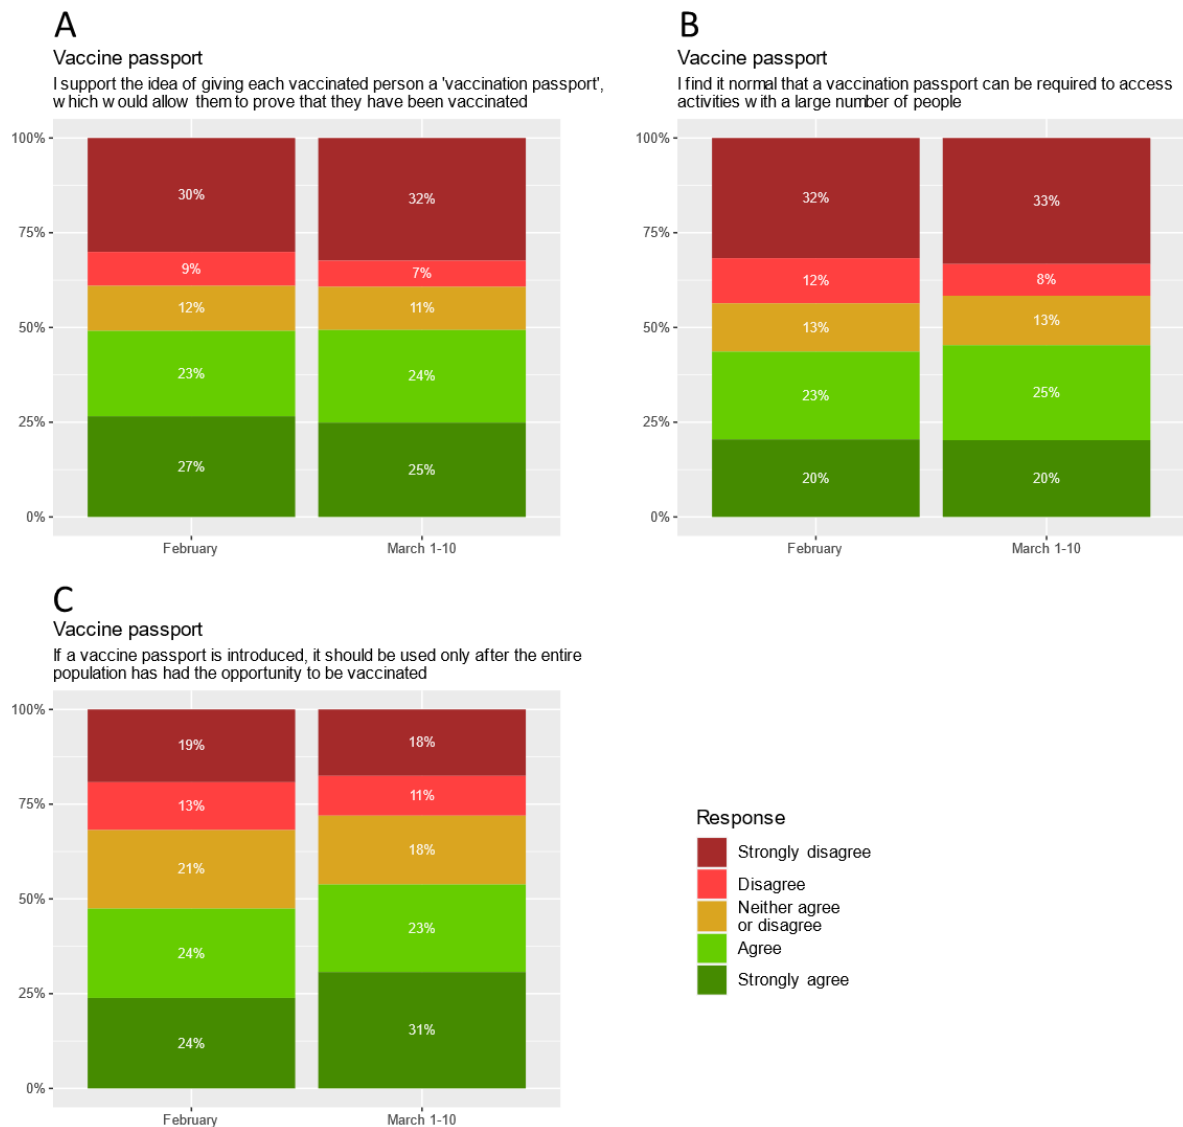 A
Vaccine passport
I support the idea of giving each vaccinated person a 'vaccination passport',
which would allow them to prove that they have been vaccinated
100%
75%
50%
25%
0%
30%
9%
12%
23%
27%
32%
7%
11%
24%
25%
February
March 1-10
B
Vaccine passport
I find it normal that a vaccination passport can be required to access
activities with a large number of people
100%
75%
50%
25%
0%
32%
12%
13%
23%
20%
33%
8%
13%
25%
20%
February
March 1-10
C
Vaccine passport
If a vaccine passport is introduced, it should be used only after the entire
population has had the opportunity to be vaccinated
100%
75%
50%
25%
0%
19%
13%
21%
24%
24%
18%
11%
18%
23%
31%
February
March 1-10
Response
Strongly disagree
Disagree
Neither agree
or disagree
Agree
Strongly agree